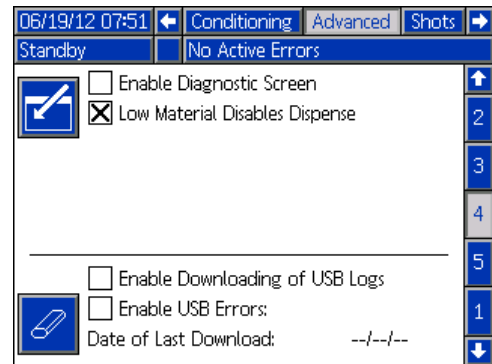 06/19/12 07:51 Conditioning Advanced Shots
Standby No Active Errors
Enable Diagnostic Screen
Low Material Disables Dispense
2
3
4
5
Enable Downloading of USB Logs
Enable USB Errors:
1
Date of Last Download: --/--/--